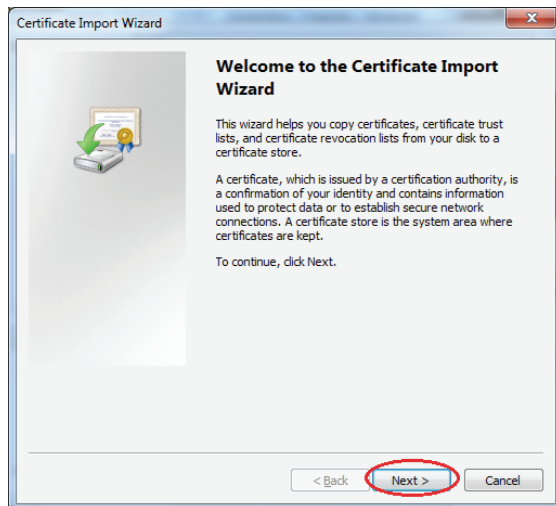 Certificate Import Wizard
Welcome to the Certificate Import
Wizard
This wizard helps you copy certificates, certificate trust
lists, and certificate revocation lists from your disk to a
certificate store.
A certificate, which is issued by a certification authority, is
a confirmation of your identity and contains information
used to protect data or to establish secure network
connections. A certificate store is the system area where
certificates are kept.
To continue, click Next.
< Back Next > Cancel